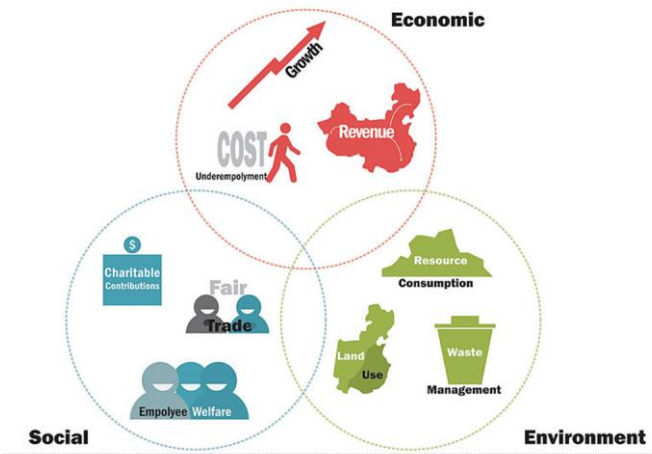 Economic
Growth
COST
Underempolyment
Revenue
$
Charitable
Contributions
Fair
Trade
Empolyee Welfare
Social
Resource
Consumption
Land
Use
Waste
Management
Environment